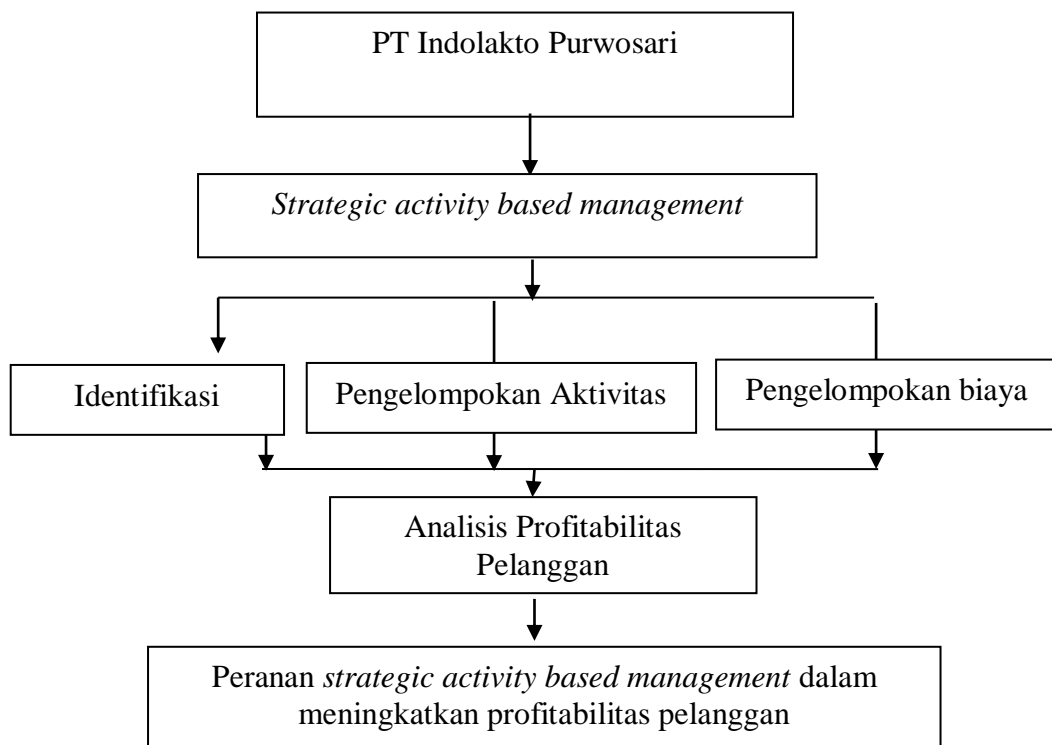 PT Indolakto Purwosari
Strategic activity based management
Identifikasi
Pengelompokan Aktivitas
Pengelompokan biaya
Analisis Profitabilitas
Pelanggan
Peranan strategic activity based management dalam
meningkatkan profitabilitas pelanggan